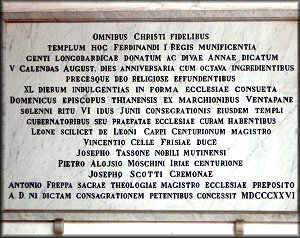 Omnibus Christi fidelibus
templum hoc Ferdinandi I Regis munificentia
genti Longobardicae donatum ac Divae Annae dicatum
V Calendas August. dies anniversaria cum octava ingredientibus
precesque Deo religiose effundentibus
XL dierum indulgentias in forma Ecclesiae consueta
Domenicus Episcopus Thianensis ex Marchionibus Ventapane
solenni ritu VI Idus Junii consegrationis eiusdem templi
gubernatoribus seu praefatae ecclesiae curam habentibus
Leone scilicet de Leoni Carpi centurionum magistro
Vincentio Celle Frisiae duce
Josepho Tassone nobili Mutinensi
Pietro Aloysio Moschini Iriae centurione
Josepho Scotti Cremonae
Antonio Freppa sacrae theologiae magistro ecclesiae preposito
A D NI dictam consagrationem petentibus concessit MDCCCXXVI